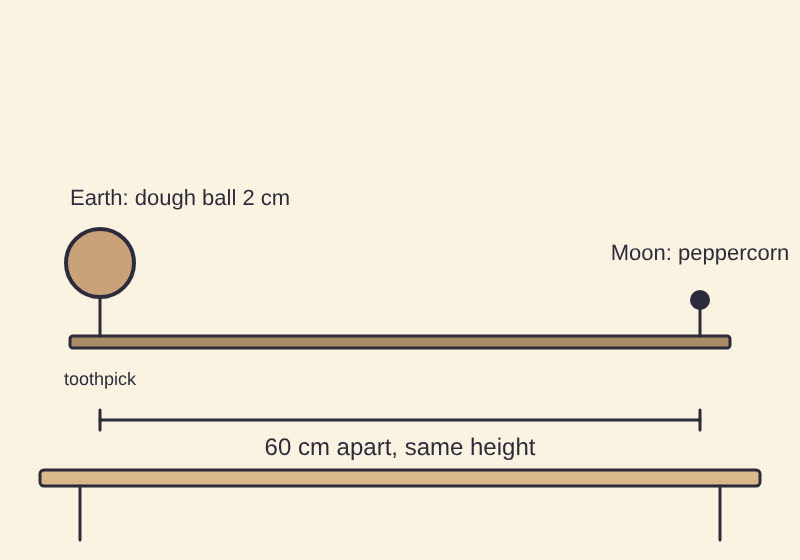 Earth: dough ball 2 cm
Moon: peppercorn
toothpick
60 cm apart, same height